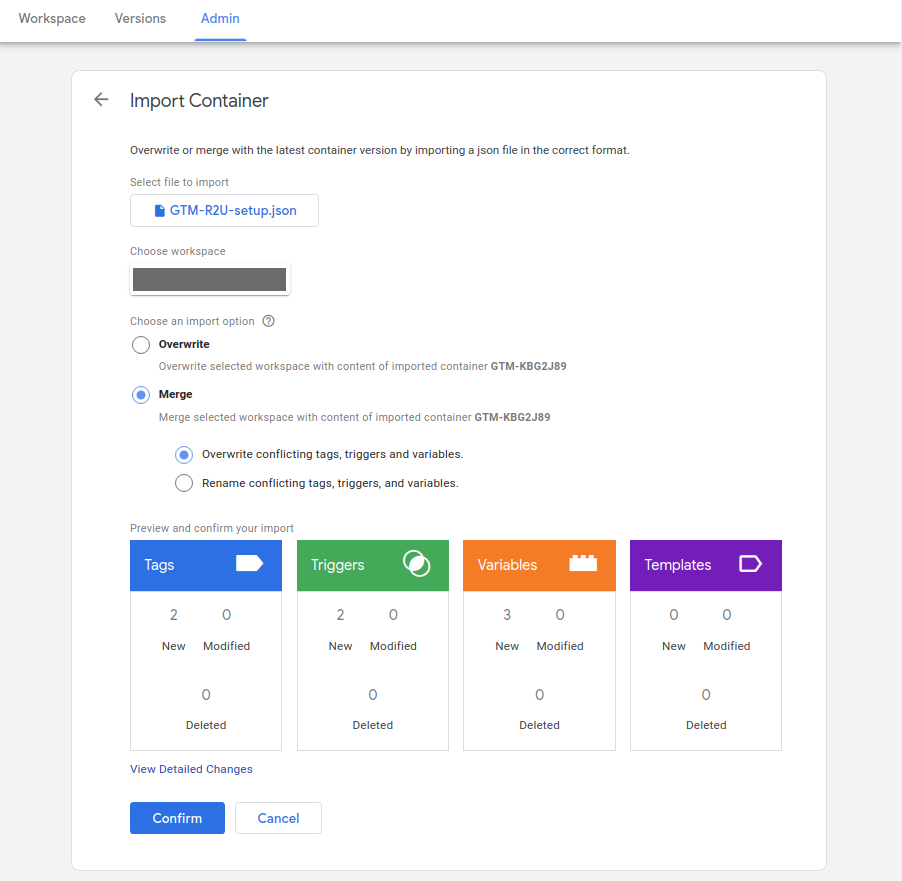 Workspace Versions Admin
Import Container
Overwrite or merge with the latest container version by importing a json file in the correct format.
Select file to import
GTM-R2U-setup.json
Choose workspace
Choose an import option ?
Overwrite
Overwrite selected workspace with content of imported container GTM-KBG2J89
Merge
Merge selected workspace with content of imported container GTM-KBG2J89
Overwrite conflicting tags, triggers and variables.
Rename conflicting tags, triggers, and variables.
Preview and confirm your import
Tags Triggers Variables Templates
2 0 2 0 3 0 0 0
New Modified New Modified New Modified New Modified
0 0 0 0
Deleted Deleted Deleted Deleted
View Detailed Changes
Confirm Cancel